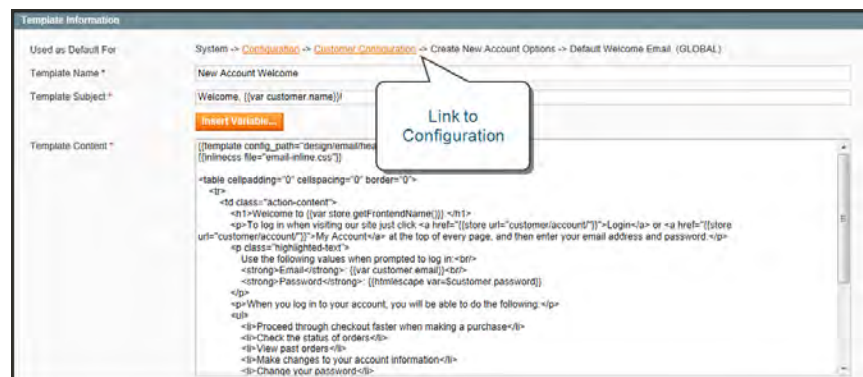 Template Information
Used as Default For
System -> Configuration -> Customer Configuration -> Create New Account Options -> Default Welcome Email (GLOBAL)
Template Name *
New Account Welcome
Template Subject *
Welcome, {{var customer.name}}!
Insert Variable...
Link to
Configuration
Template Content *
{{template config_path="design/email/hea
{{inlinecss file="email-inline.css"}}
<table cellpadding="0" cellspacing="0" border="0">
<tr>
<td class="action-content">
<h1>Welcome to {{var store.getFrontendName()}}.</h1>
<p>To log in when visiting our site just click <a href="{{store url="customer/account/"}}">Login</a> or <a href="{{store
url="customer/account/"}}">My Account</a> at the top of every page, and then enter your email address and password.</p>
<p class="highlighted-text">
Use the following values when prompted to log in:<br/>
<strong>Email</strong>: {{var customer.email}}<br/>
<strong>Password</strong>: {{htmlescape var=$customer.password}}
</p>
<p>When you log in to your account, you will be able to do the following:</p>
<ul>
<li>Proceed through checkout faster when making a purchase</li>
<li>Check the status of orders</li>
<li>View past orders</li>
<li>Make changes to your account information</li>
<li>Change your password</li>